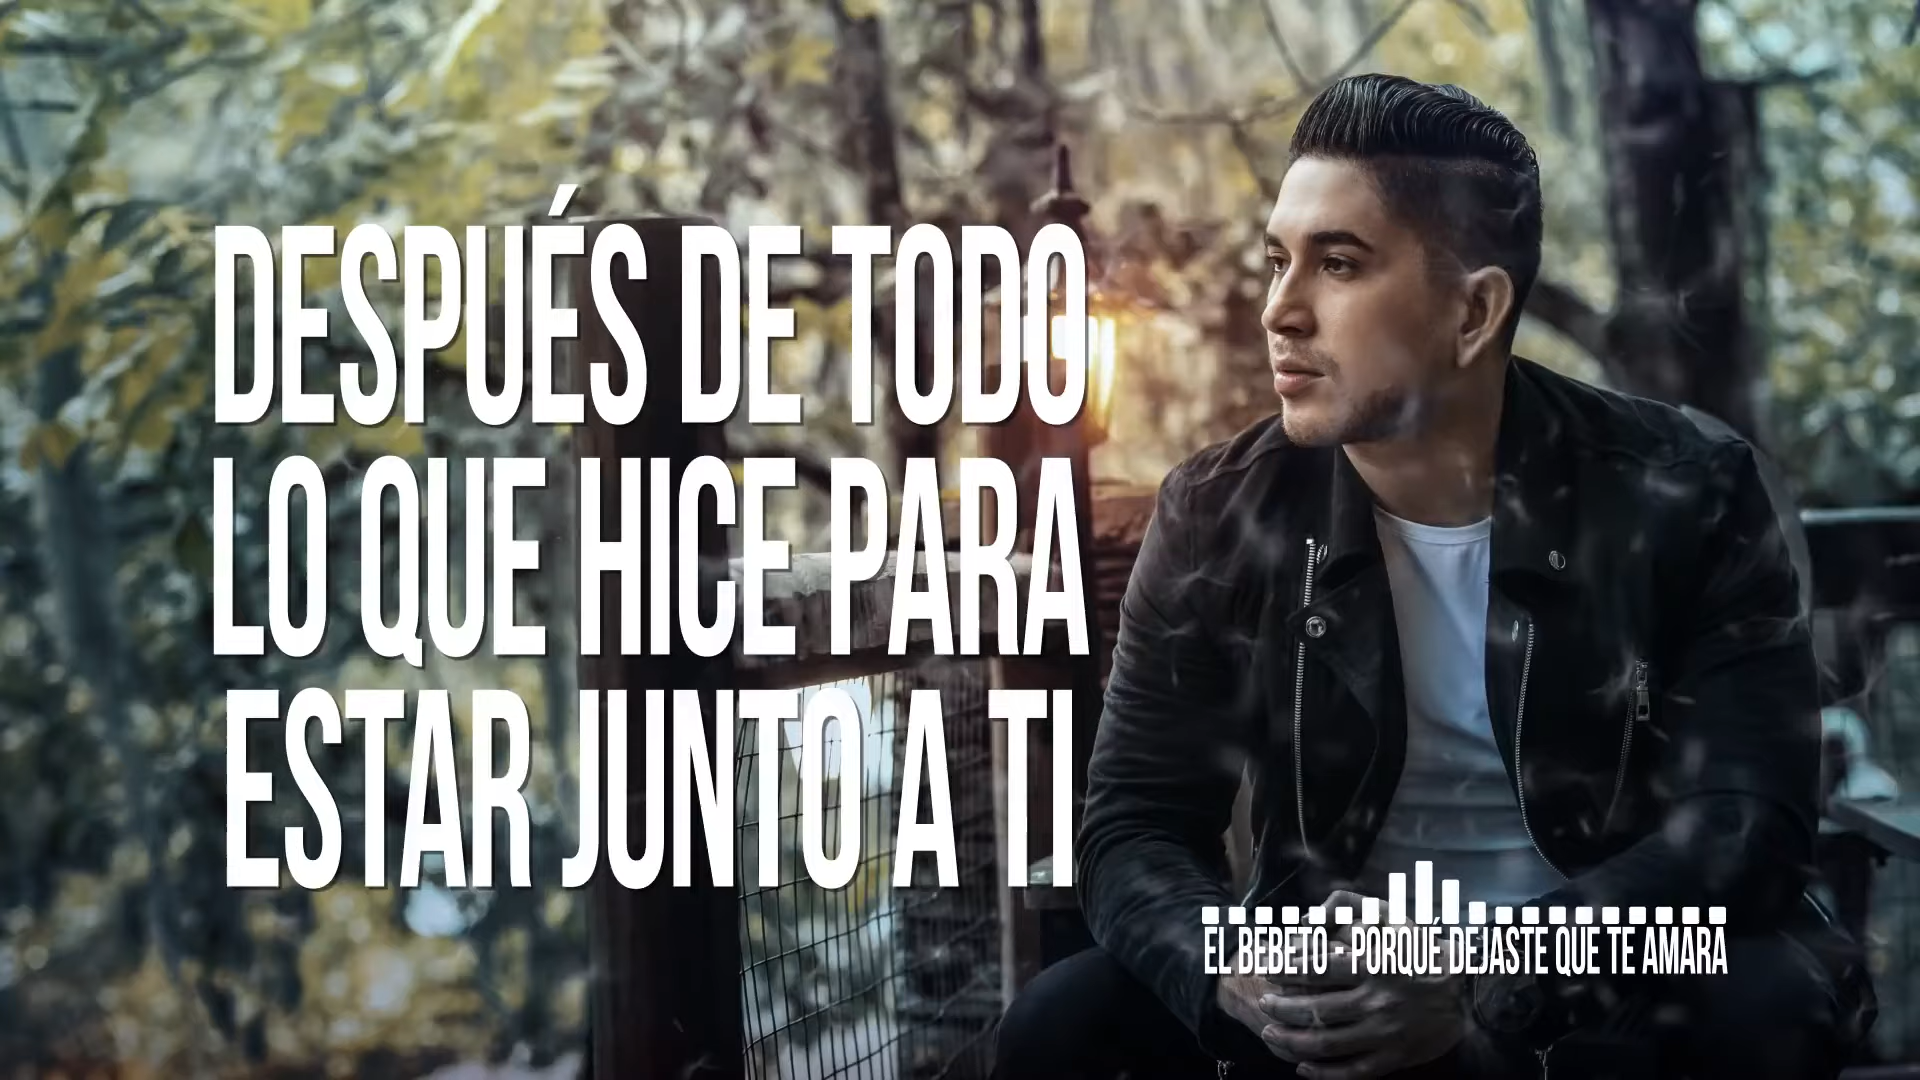 DESPUÉS DE TODO
LO QUE HICE PARA
ESTAR JUNTO A TI
EL BEBETO - PORQUÉ DEJASTE QUE TE AMARA